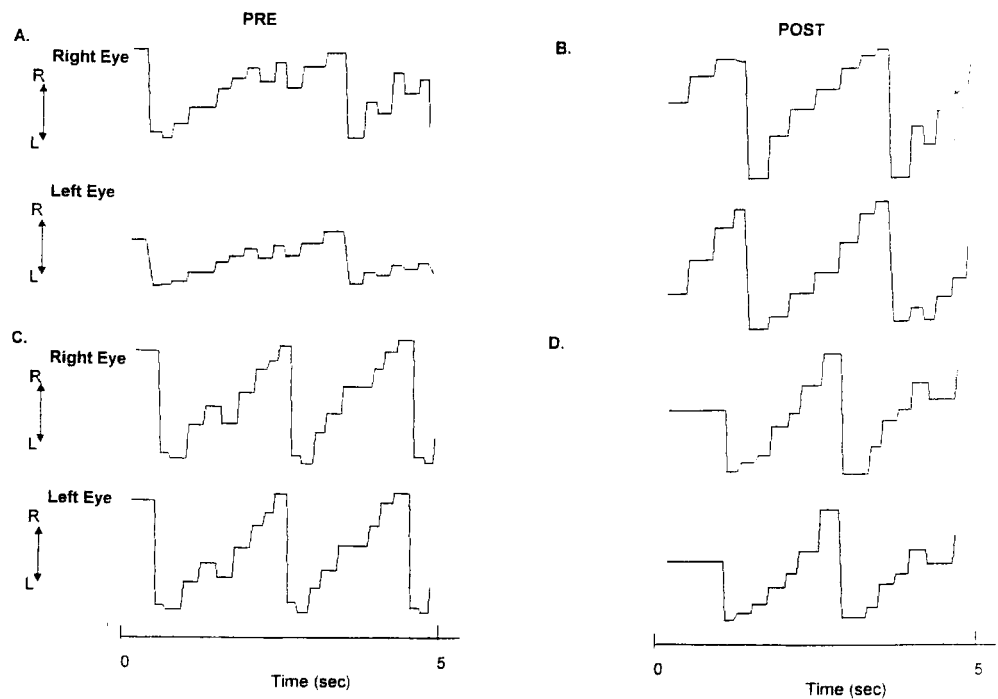 PRE
POST
A.
Right Eye
R
L
Left Eye
R
L
B.
C.
Right Eye
R
L
Left Eye
R
L
D.
0
5
Time (sec)
0
5
Time (sec)